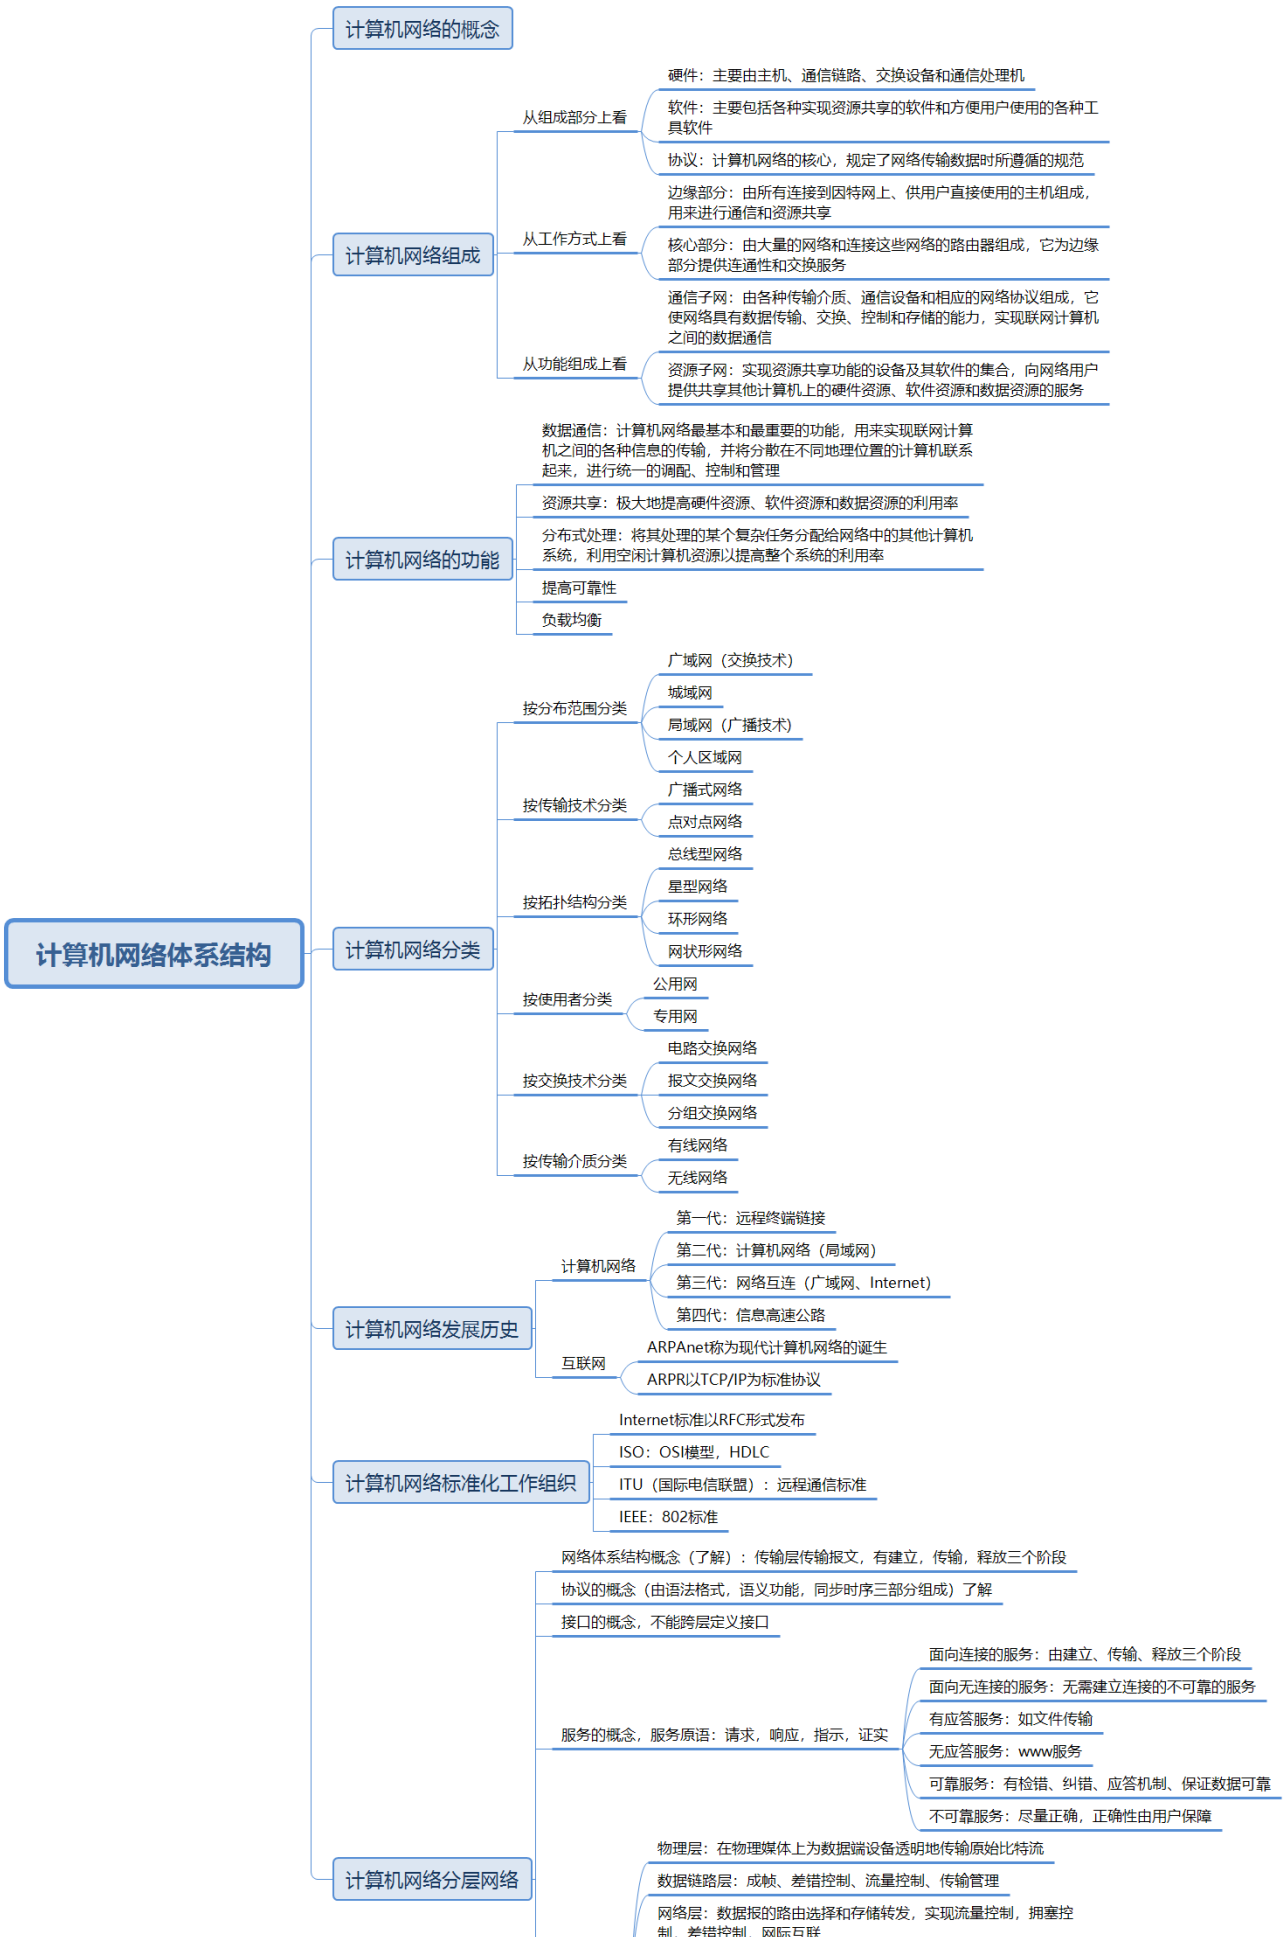 计算机网络体系结构
计算机网络的概念
计算机网络组成
从组成部分上看
硬件：主要由主机、通信链路、交换设备和通信处理机
软件：主要包括各种实现资源共享的软件和方便用户使用的各种工
具软件
协议：计算机网络的核心，规定了网络传输数据时所遵循的规范
从工作方式上看
边缘部分：由所有连接到因特网上、供用户直接使用的主机组成，
用来进行通信和资源共享
核心部分：由大量的网络和连接这些网络的路由器组成，它为边缘
部分提供连通性和交换服务
从功能组成上看
通信子网：由各种传输介质、通信设备和相应的网络协议组成，它
使网络具有数据传输、交换、控制和存储的能力，实现联网计算机
之间的数据通信
资源子网：实现资源共享功能的设备及其软件的集合，向网络用户
提供共享其他计算机上的硬件资源、软件资源和数据资源的服务
计算机网络的功能
数据通信：计算机网络最基本和最重要的功能，用来实现联网计算
机之间的各种信息的传输，并将分散在不同地理位置的计算机联系
起来，进行统一的调配、控制和管理
资源共享：极大地提高硬件资源、软件资源和数据资源的利用率
分布式处理：将其处理的某个复杂任务分配给网络中的其他计算机
系统，利用空闲计算机资源以提高整个系统的利用率
提高可靠性
负载均衡
计算机网络分类
按分布范围分类
广域网（交换技术）
城域网
局域网（广播技术)
个人区域网
按传输技术分类
广播式网络
点对点网络
按拓扑结构分类
总线型网络
星型网络
环形网络
网状形网络
按使用者分类
公用网
专用网
按交换技术分类
电路交换网络
报文交换网络
分组交换网络
按传输介质分类
有线网络
无线网络
计算机网络发展历史
计算机网络
第一代：远程终端链接
第二代：计算机网络（局域网）
第三代：网络互连（广域网、Internet）
第四代：信息高速公路
互联网
ARPAnet称为现代计算机网络的诞生
ARPR以TCP/IP为标准协议
计算机网络标准化工作组织
Internet标准以RFC形式发布
ISO：OSI模型，HDLC
ITU（国际电信联盟）：远程通信标准
IEEE：802标准
计算机网络分层网络
网络体系结构概念（了解）：传输层传输报文，有建立，传输，释放三个阶段
协议的概念（由语法格式，语义功能，同步时序三部分组成）了解
接口的概念，不能跨层定义接口
服务的概念，服务原语：请求，响应，指示，证实
面向连接的服务：由建立、传输、释放三个阶段
面向无连接的服务：无需建立连接的不可靠的服务
有应答服务：如文件传输
无应答服务：www服务
可靠服务：有检错、纠错、应答机制、保证数据可靠
不可靠服务：尽量正确，正确性由用户保障
物理层：在物理媒体上为数据端设备透明地传输原始比特流
数据链路层：成帧、差错控制、流量控制、传输管理
网络层：数据报的路由选择和存储转发，实现流量控制，拥塞控
制，差错控制，网际互联